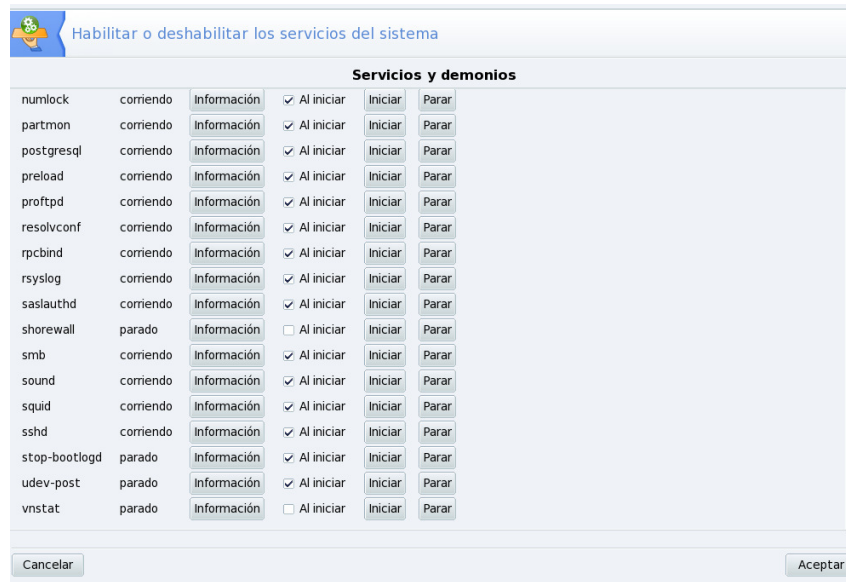 Habilitar o deshabilitar los servicios del sistema
Servicios y demonios
numlock corriendo Información Al iniciar Iniciar Parar
partmon corriendo Información Al iniciar Iniciar Parar
postgresql corriendo Información Al iniciar Iniciar Parar
preload corriendo Información Al iniciar Iniciar Parar
proftpd corriendo Información Al iniciar Iniciar Parar
resolvconf corriendo Información Al iniciar Iniciar Parar
rpcbind corriendo Información Al iniciar Iniciar Parar
rsyslog corriendo Información Al iniciar Iniciar Parar
saslauthd corriendo Información Al iniciar Iniciar Parar
shorewall parado Información Al iniciar Iniciar Parar
smb corriendo Información Al iniciar Iniciar Parar
sound corriendo Información Al iniciar Iniciar Parar
squid corriendo Información Al iniciar Iniciar Parar
sshd corriendo Información Al iniciar Iniciar Parar
stop-bootlogd parado Información Al iniciar Iniciar Parar
udev-post parado Información Al iniciar Iniciar Parar
vnstat parado Información Al iniciar Iniciar Parar
Cancelar Aceptar